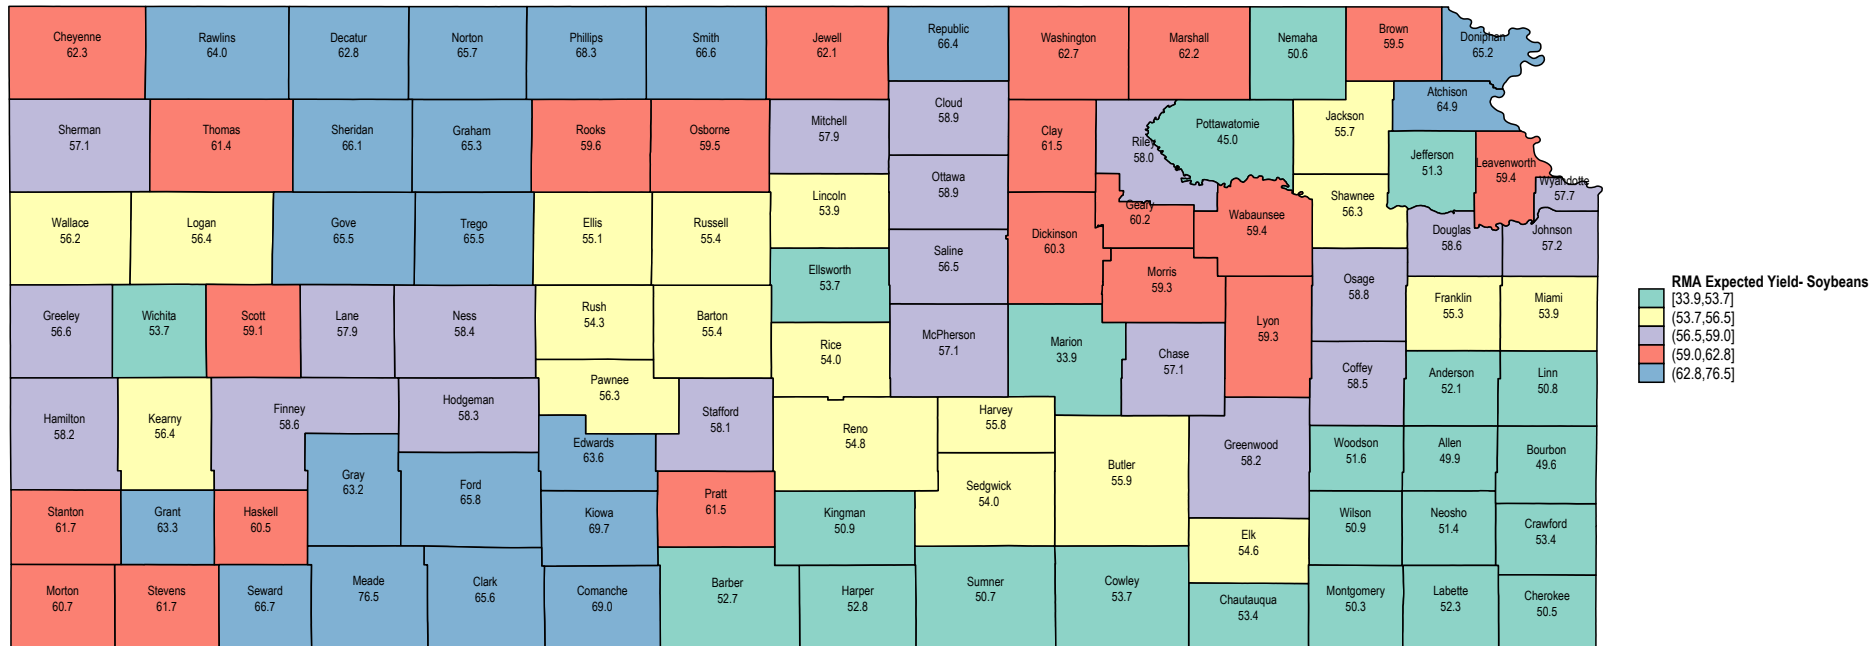 Cheyenne
62.3
Rawlins
64.0
Decatur
62.8
Norton
65.7
Phillips
68.3
Smith
66.6
Jewell
62.1
Republic
66.4
Washington
62.7
Marshall
62.2
Nemaha
50.6
Brown
59.5
Doniphan
65.2
Sherman
57.1
Thomas
61.4
Sheridan
66.1
Graham
65.3
Rooks
59.6
Osborne
59.5
Mitchell
57.9
Cloud
58.9
Clay
61.5
Riley
58.0
Pottawatomie
45.0
Jackson
55.7
Atchison
64.9
Jefferson
51.3
Leavenworth
59.4
Wyandotte
57.7
Wallace
56.2
Logan
56.4
Gove
65.5
Trego
65.5
Ellis
55.1
Russell
55.4
Lincoln
53.9
Ottawa
58.9
Dickinson
60.3
Geary
60.2
Wabaunsee
59.4
Shawnee
56.3
Douglas
58.6
Johnson
57.2
Ellsworth
53.7
Saline
56.5
Morris
59.3
Osage
58.8
Franklin
55.3
Miami
53.9
Greeley
56.6
Wichita
53.7
Scott
59.1
Lane
57.9
Ness
58.4
Rush
54.3
Barton
55.4
Rice
54.0
McPherson
57.1
Marion
33.9
Chase
57.1
Lyon
59.3
Coffey
58.5
Anderson
52.1
Linn
50.8
Hamilton
58.2
Kearny
56.4
Finney
58.6
Hodgeman
58.3
Pawnee
56.3
Stafford
58.1
Reno
54.8
Harvey
55.8
Butler
55.9
Greenwood
58.2
Woodson
51.6
Allen
49.9
Bourbon
49.6
Gray
63.2
Ford
65.8
Edwards
63.6
Kiowa
69.7
Pratt
61.5
Kingman
50.9
Sedgwick
54.0
Elk
54.6
Wilson
50.9
Neosho
51.4
Crawford
53.4
Stanton
61.7
Grant
63.3
Haskell
60.5
Morton
60.7
Stevens
61.7
Seward
66.7
Meade
76.5
Clark
65.6
Comanche
69.0
Barber
52.7
Harper
52.8
Sumner
50.7
Cowley
53.7
Chautauqua
53.4
Montgomery
50.3
Labette
52.3
Cherokee
50.5
RMA Expected Yield- Soybeans
[33.9,53.7]
(53.7,56.5]
(56.5,59.0]
(59.0,62.8]
(62.8,76.5]